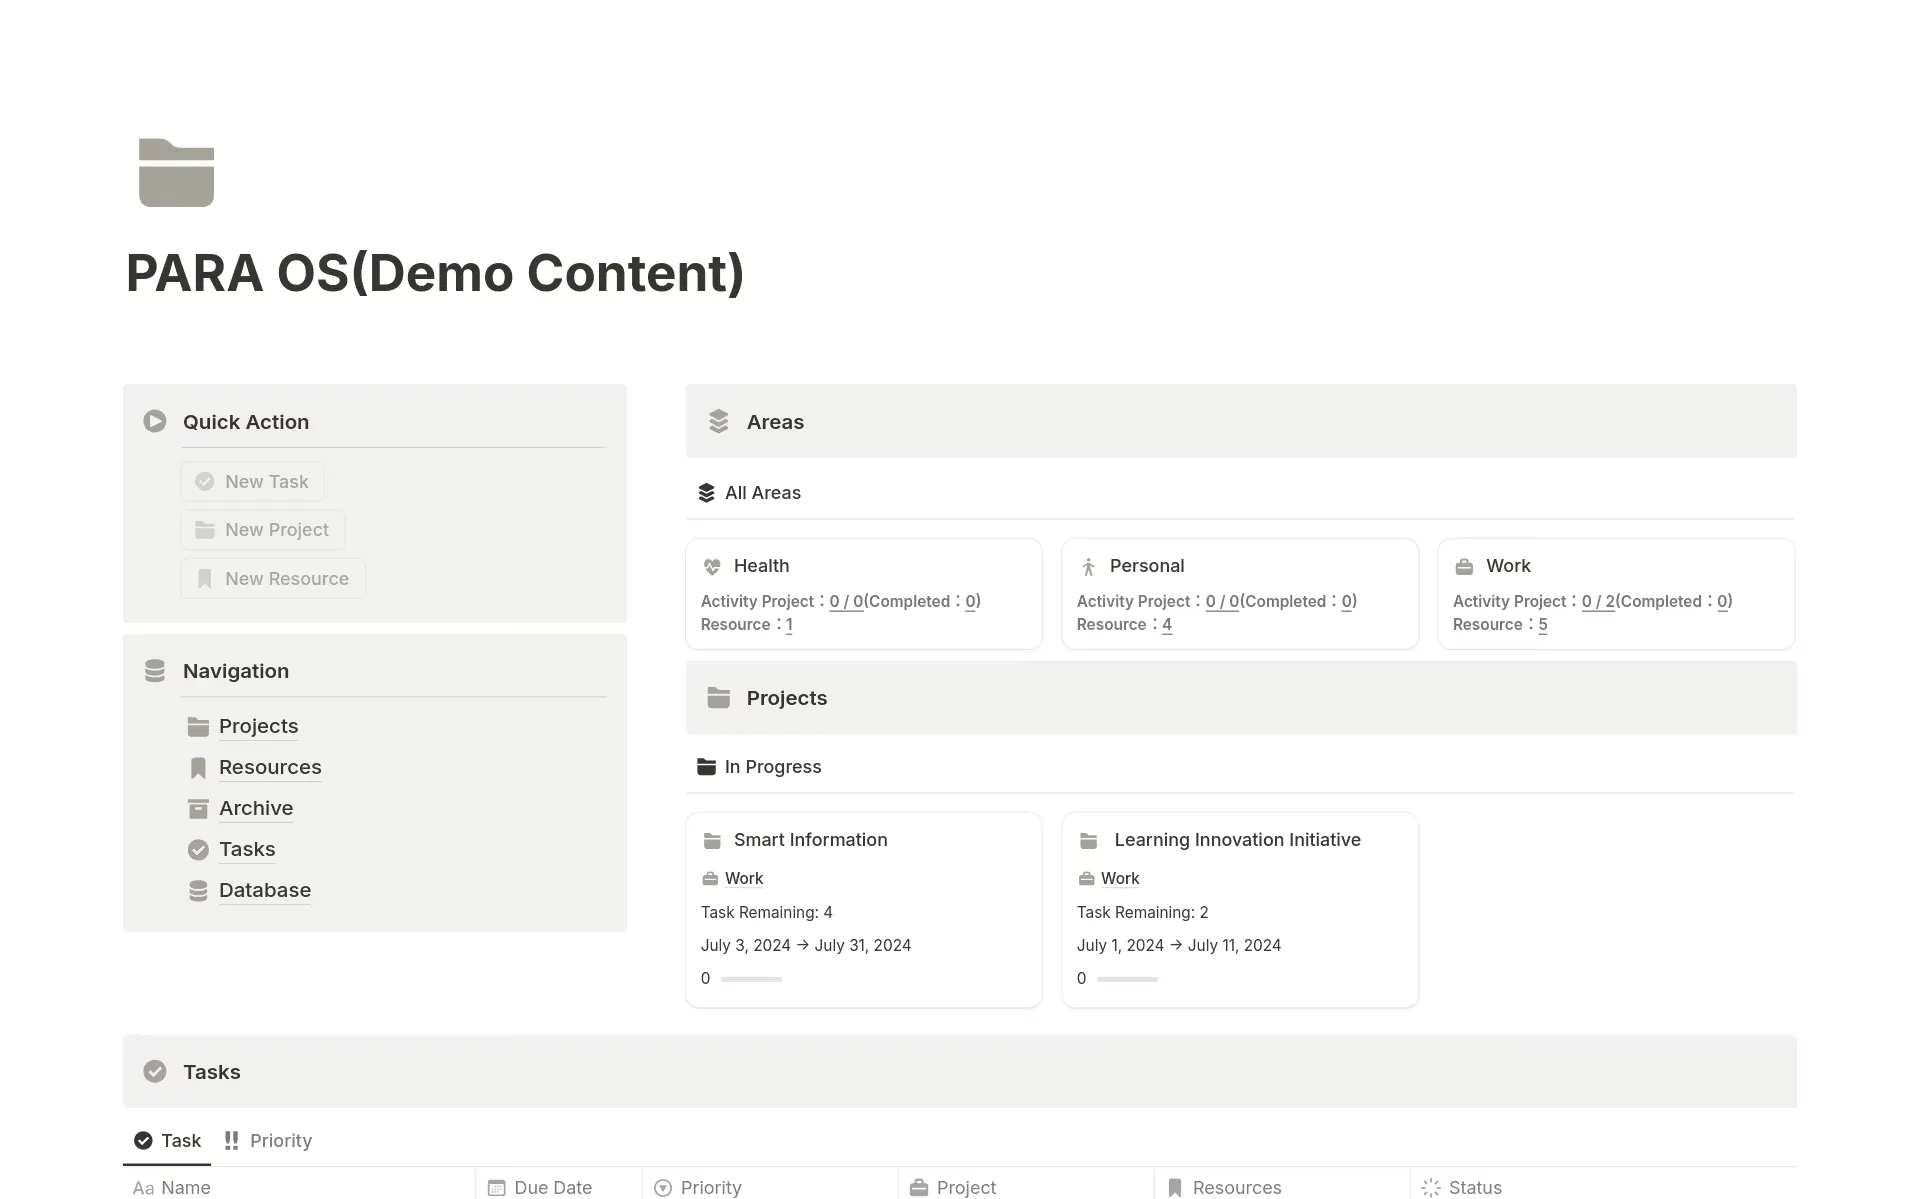 PARA OS(Demo Content)
Quick Action
New Task
New Project
New Resource
Navigation
Projects
Resources
Archive
Tasks
Database
Areas
All Areas
Health
Activity Project：0 / 0(Completed：0)
Resource：1
Personal
Activity Project：0 / 0(Completed：0)
Resource：4
Work
Activity Project：0 / 2(Completed：0)
Resource：5
Projects
In Progress
Smart Information
Work
Task Remaining: 4
July 3, 2024 → July 31, 2024
0
Learning Innovation Initiative
Work
Task Remaining: 2
July 1, 2024 → July 11, 2024
0
Tasks
Task Priority
Aa Name Due Date Priority Project Resources Status